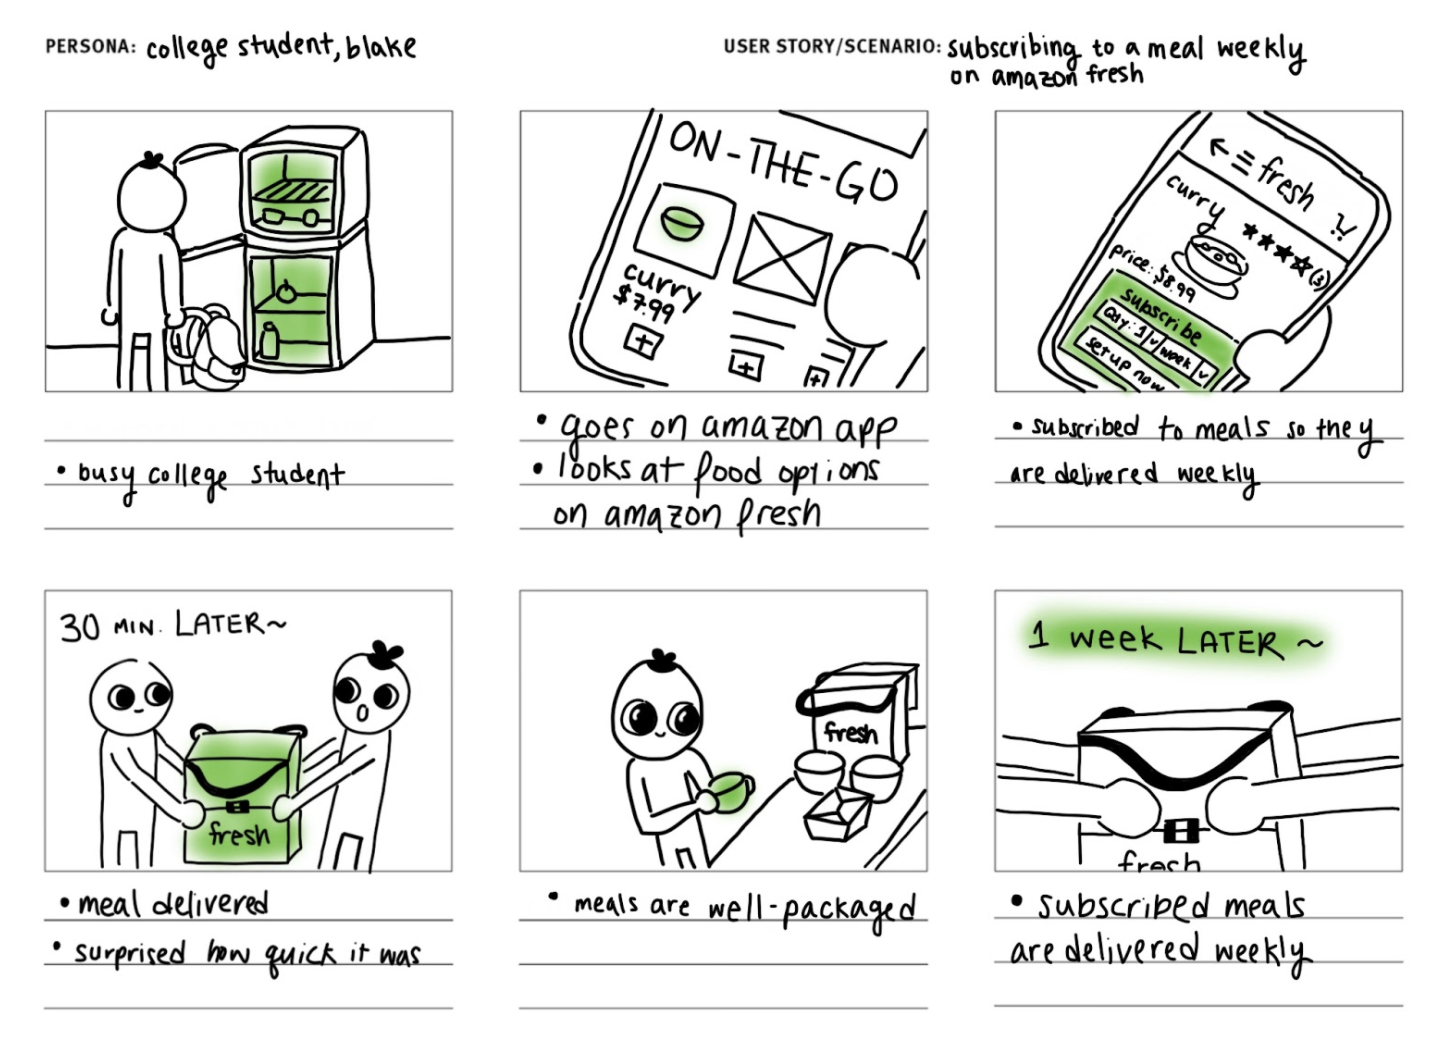 PERSONA: college student, blake
USER STORY/SCENARIO: subscribing to a meal weekly
on amazon fresh
ON-THE-GO
curry
$7.99
fresh
curry
(3)
price: $8.99
subscribe
Qty: 1 week
set up now
• busy college student
• goes on amazon app
• looks at food options
on amazon fresh
• subscribed to meals so they
are delivered weekly
30 MIN. LATER~
fresh
fresh
1 week LATER ~
fresh
• meal delivered
• surprised how quick it was
• meals are well-packaged
• subscribed meals
are delivered weekly